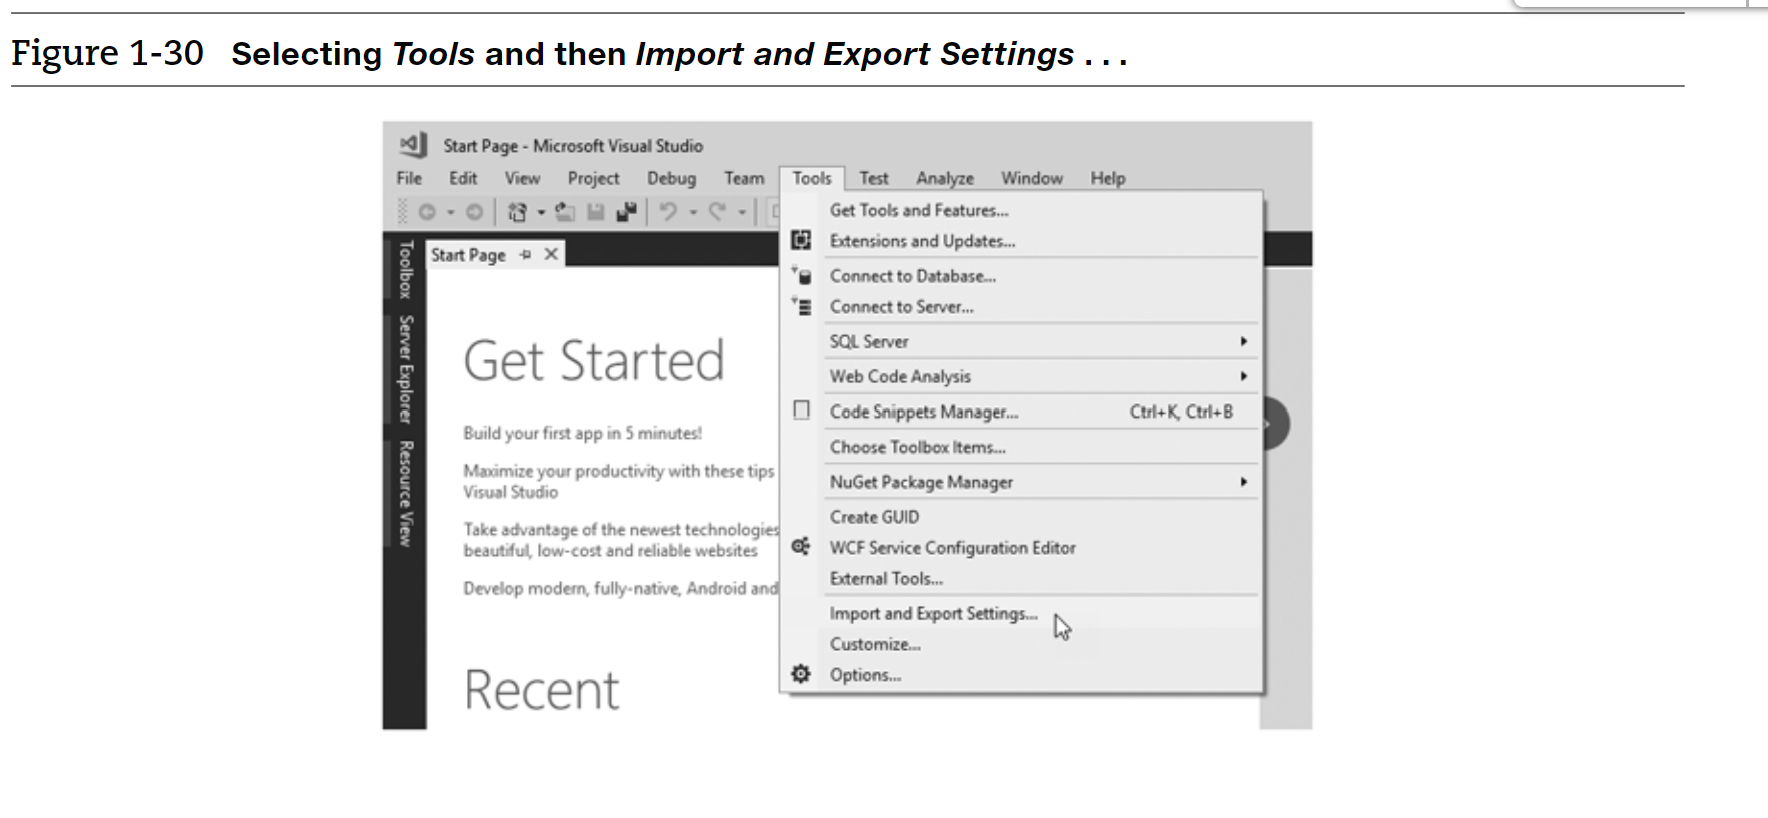 Figure 1-30 Selecting Tools and then Import and Export Settings . . .
Start Page - Microsoft Visual Studio
File Edit View Project Debug Team Tools Test Analyze Window Help
Get Tools and Features...
Extensions and Updates...
Connect to Database...
Connect to Server...
SQL Server
Web Code Analysis
Code Snippets Manager... Ctrl+K, Ctrl+B
Choose Toolbox Items...
NuGet Package Manager
Create GUID
WCF Service Configuration Editor
External Tools...
Import and Export Settings...
Customize...
Options...
Toolbox
Server Explorer
Resource View
Start Page
Get Started
Build your first app in 5 minutes!
Maximize your productivity with these tips
Visual Studio
Take advantage of the newest technologies
beautiful, low-cost and reliable websites
Develop modern, fully-native, Android and
Recent